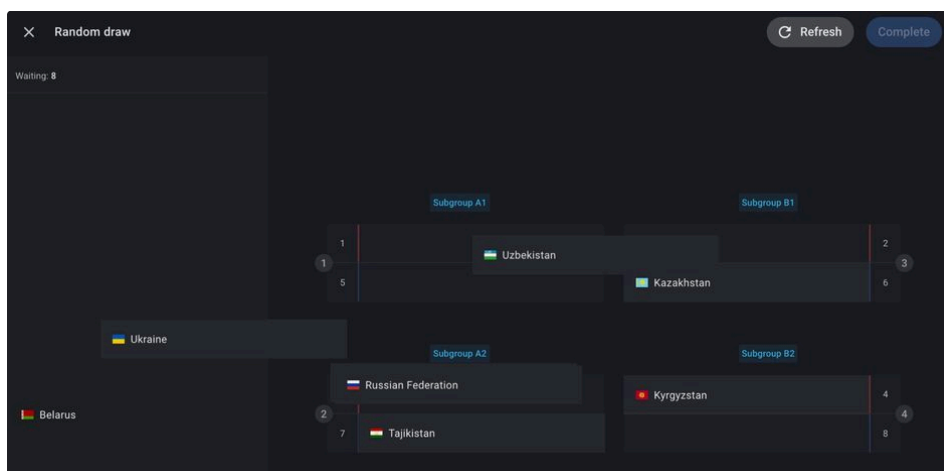 Random draw
Refresh
Complete
Waiting: 8
Subgroup A1
Subgroup B1
1
2
Uzbekistan
1
3
5
Kazakhstan
6
Ukraine
Subgroup A2
Subgroup B2
Russian Federation
Kyrgyzstan
4
Belarus
2
4
7
Tajikistan
8